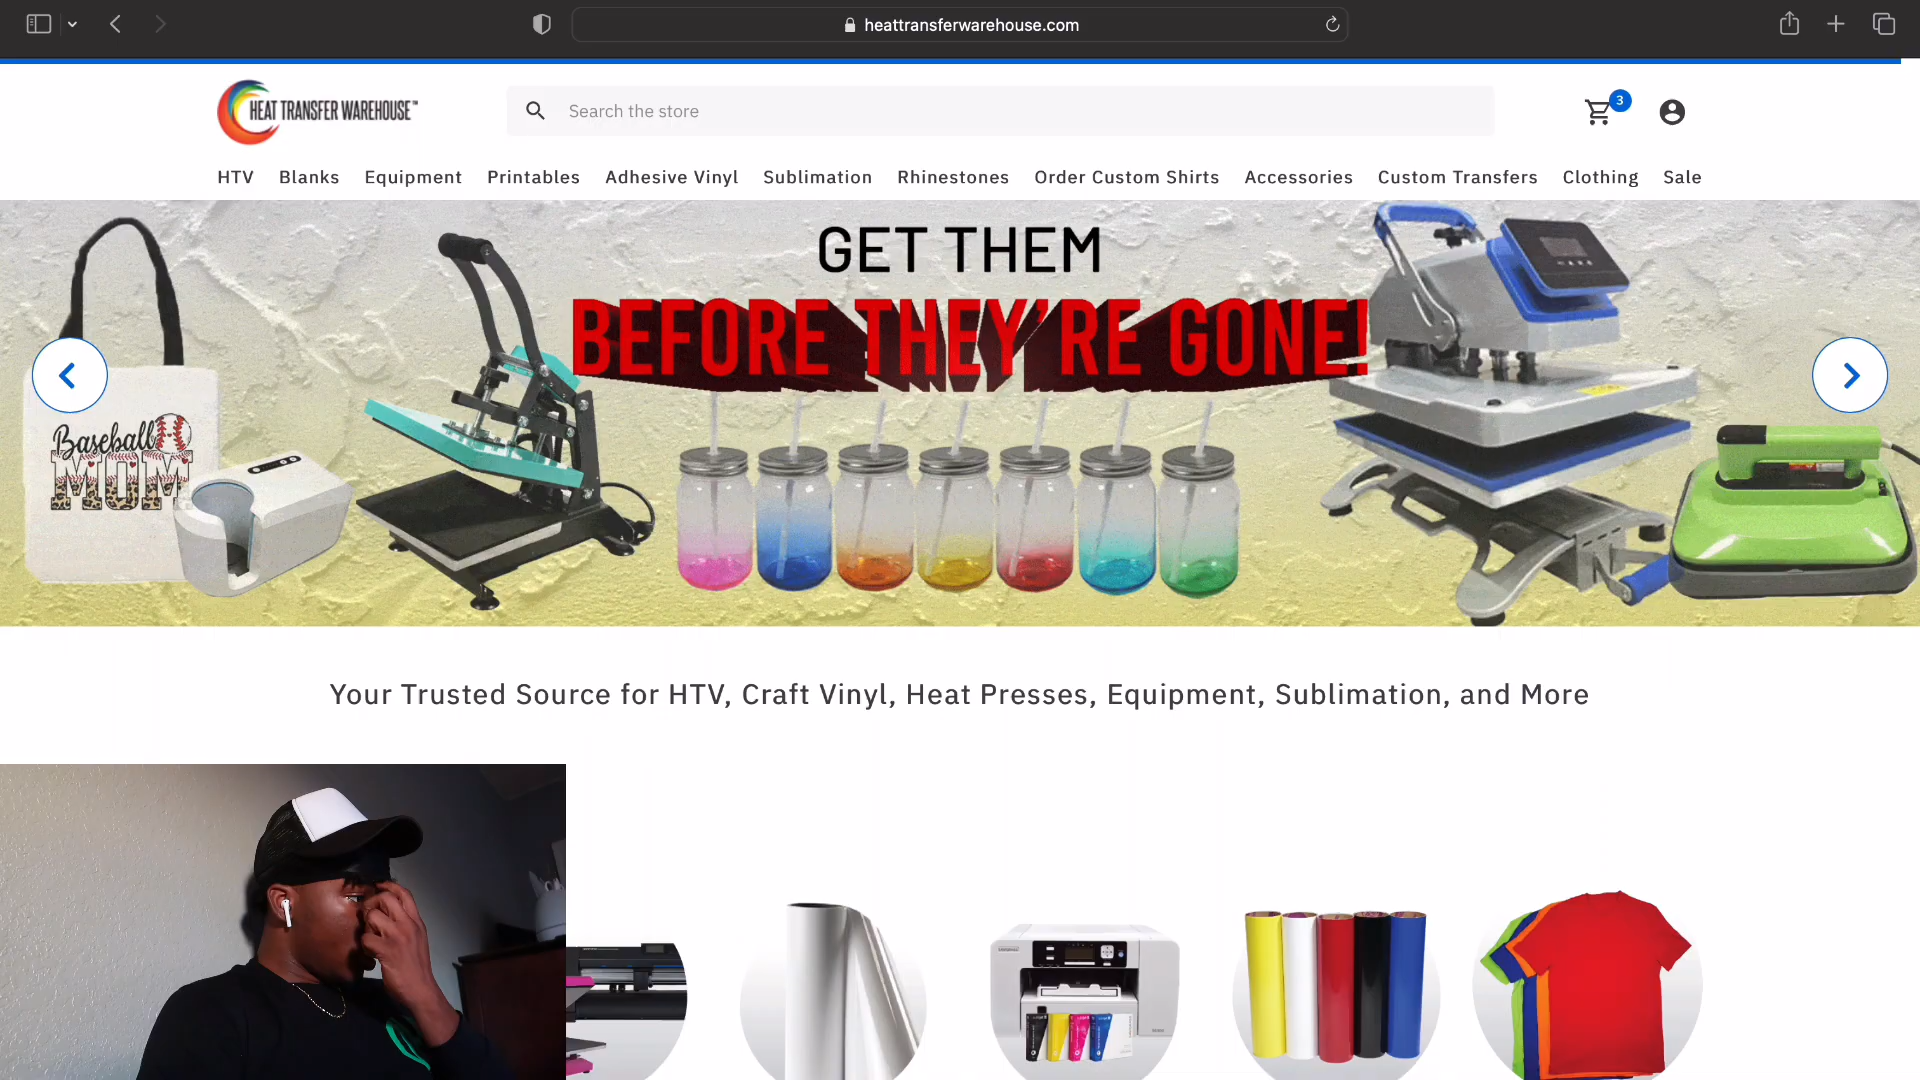 heattransferwarehouse.com
HEAT TRANSFER WAREHOUSE™
Search the store
3
HTV Blanks Equipment Printables Adhesive Vinyl Sublimation Rhinestones Order Custom Shirts Accessories Custom Transfers Clothing Sale
GET THEM
BEFORE THEY'RE GONE!
Baseball
MOM
Your Trusted Source for HTV, Craft Vinyl, Heat Presses, Equipment, Sublimation, and More